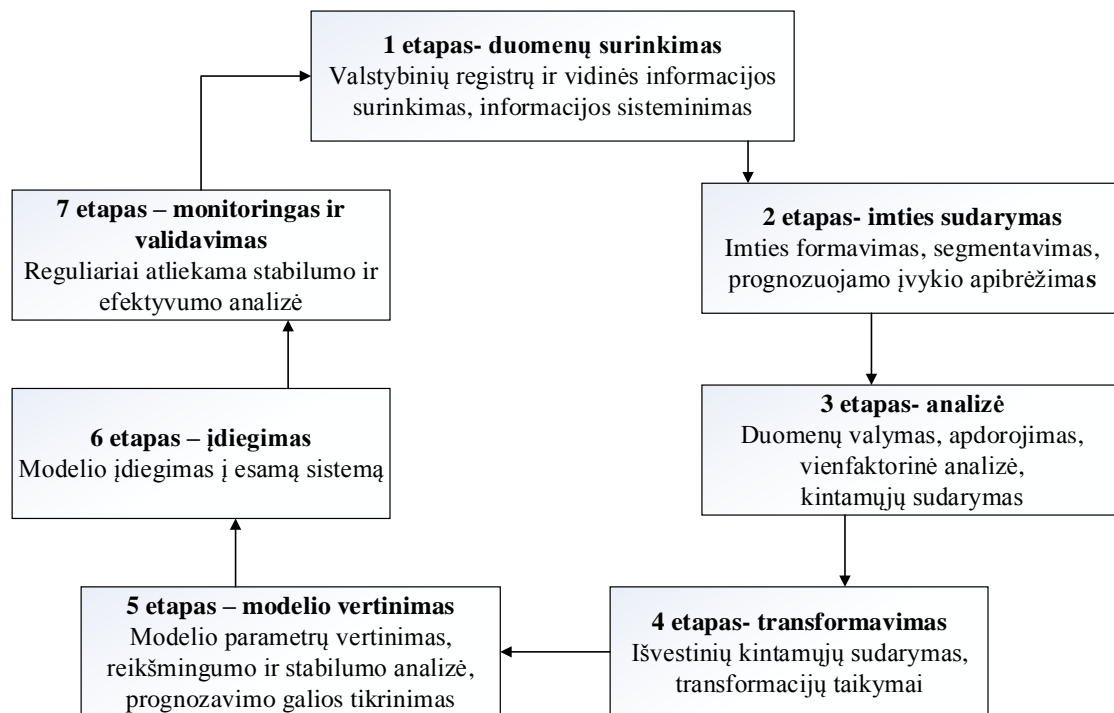 1 etapas- duomenų surinkimas
Valstybinių registrų ir vidinės informacijos
surinkimas, informacijos sisteminimas
2 etapas- imties sudarymas
Imties formavimas, segmentavimas,
prognozuojamo įvykio apibrėžimas
3 etapas- analizė
Duomenų valymas, apdorojimas,
vienfaktorinė analizė,
kintamųjų sudarymas
4 etapas- transformavimas
Išvestinių kintamųjų sudarymas,
transformacijų taikymai
5 etapas – modelio vertinimas
Modelio parametrų vertinimas,
reikšmingumo ir stabilumo analizė,
prognozavimo galios tikrinimas
6 etapas – įdiegimas
Modelio įdiegimas į esamą sistemą
7 etapas – monitoringas ir
validavimas
Reguliariai atliekama stabilumo ir
efektyvumo analizė